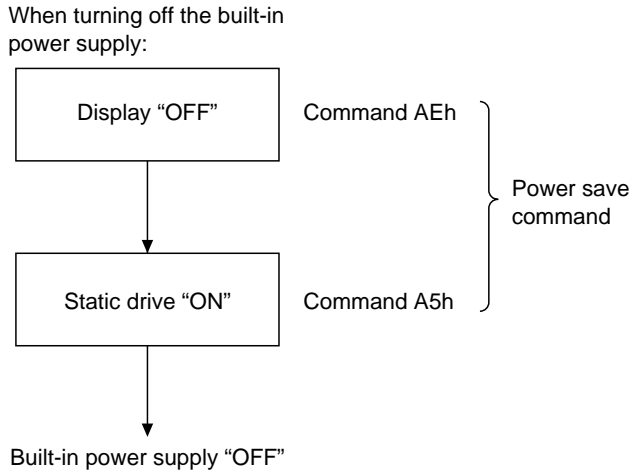 When turning off the built-in
power supply:
Display “OFF”
Command AEh
Power save
command
Static drive “ON”
Command A5h
Built-in power supply “OFF”